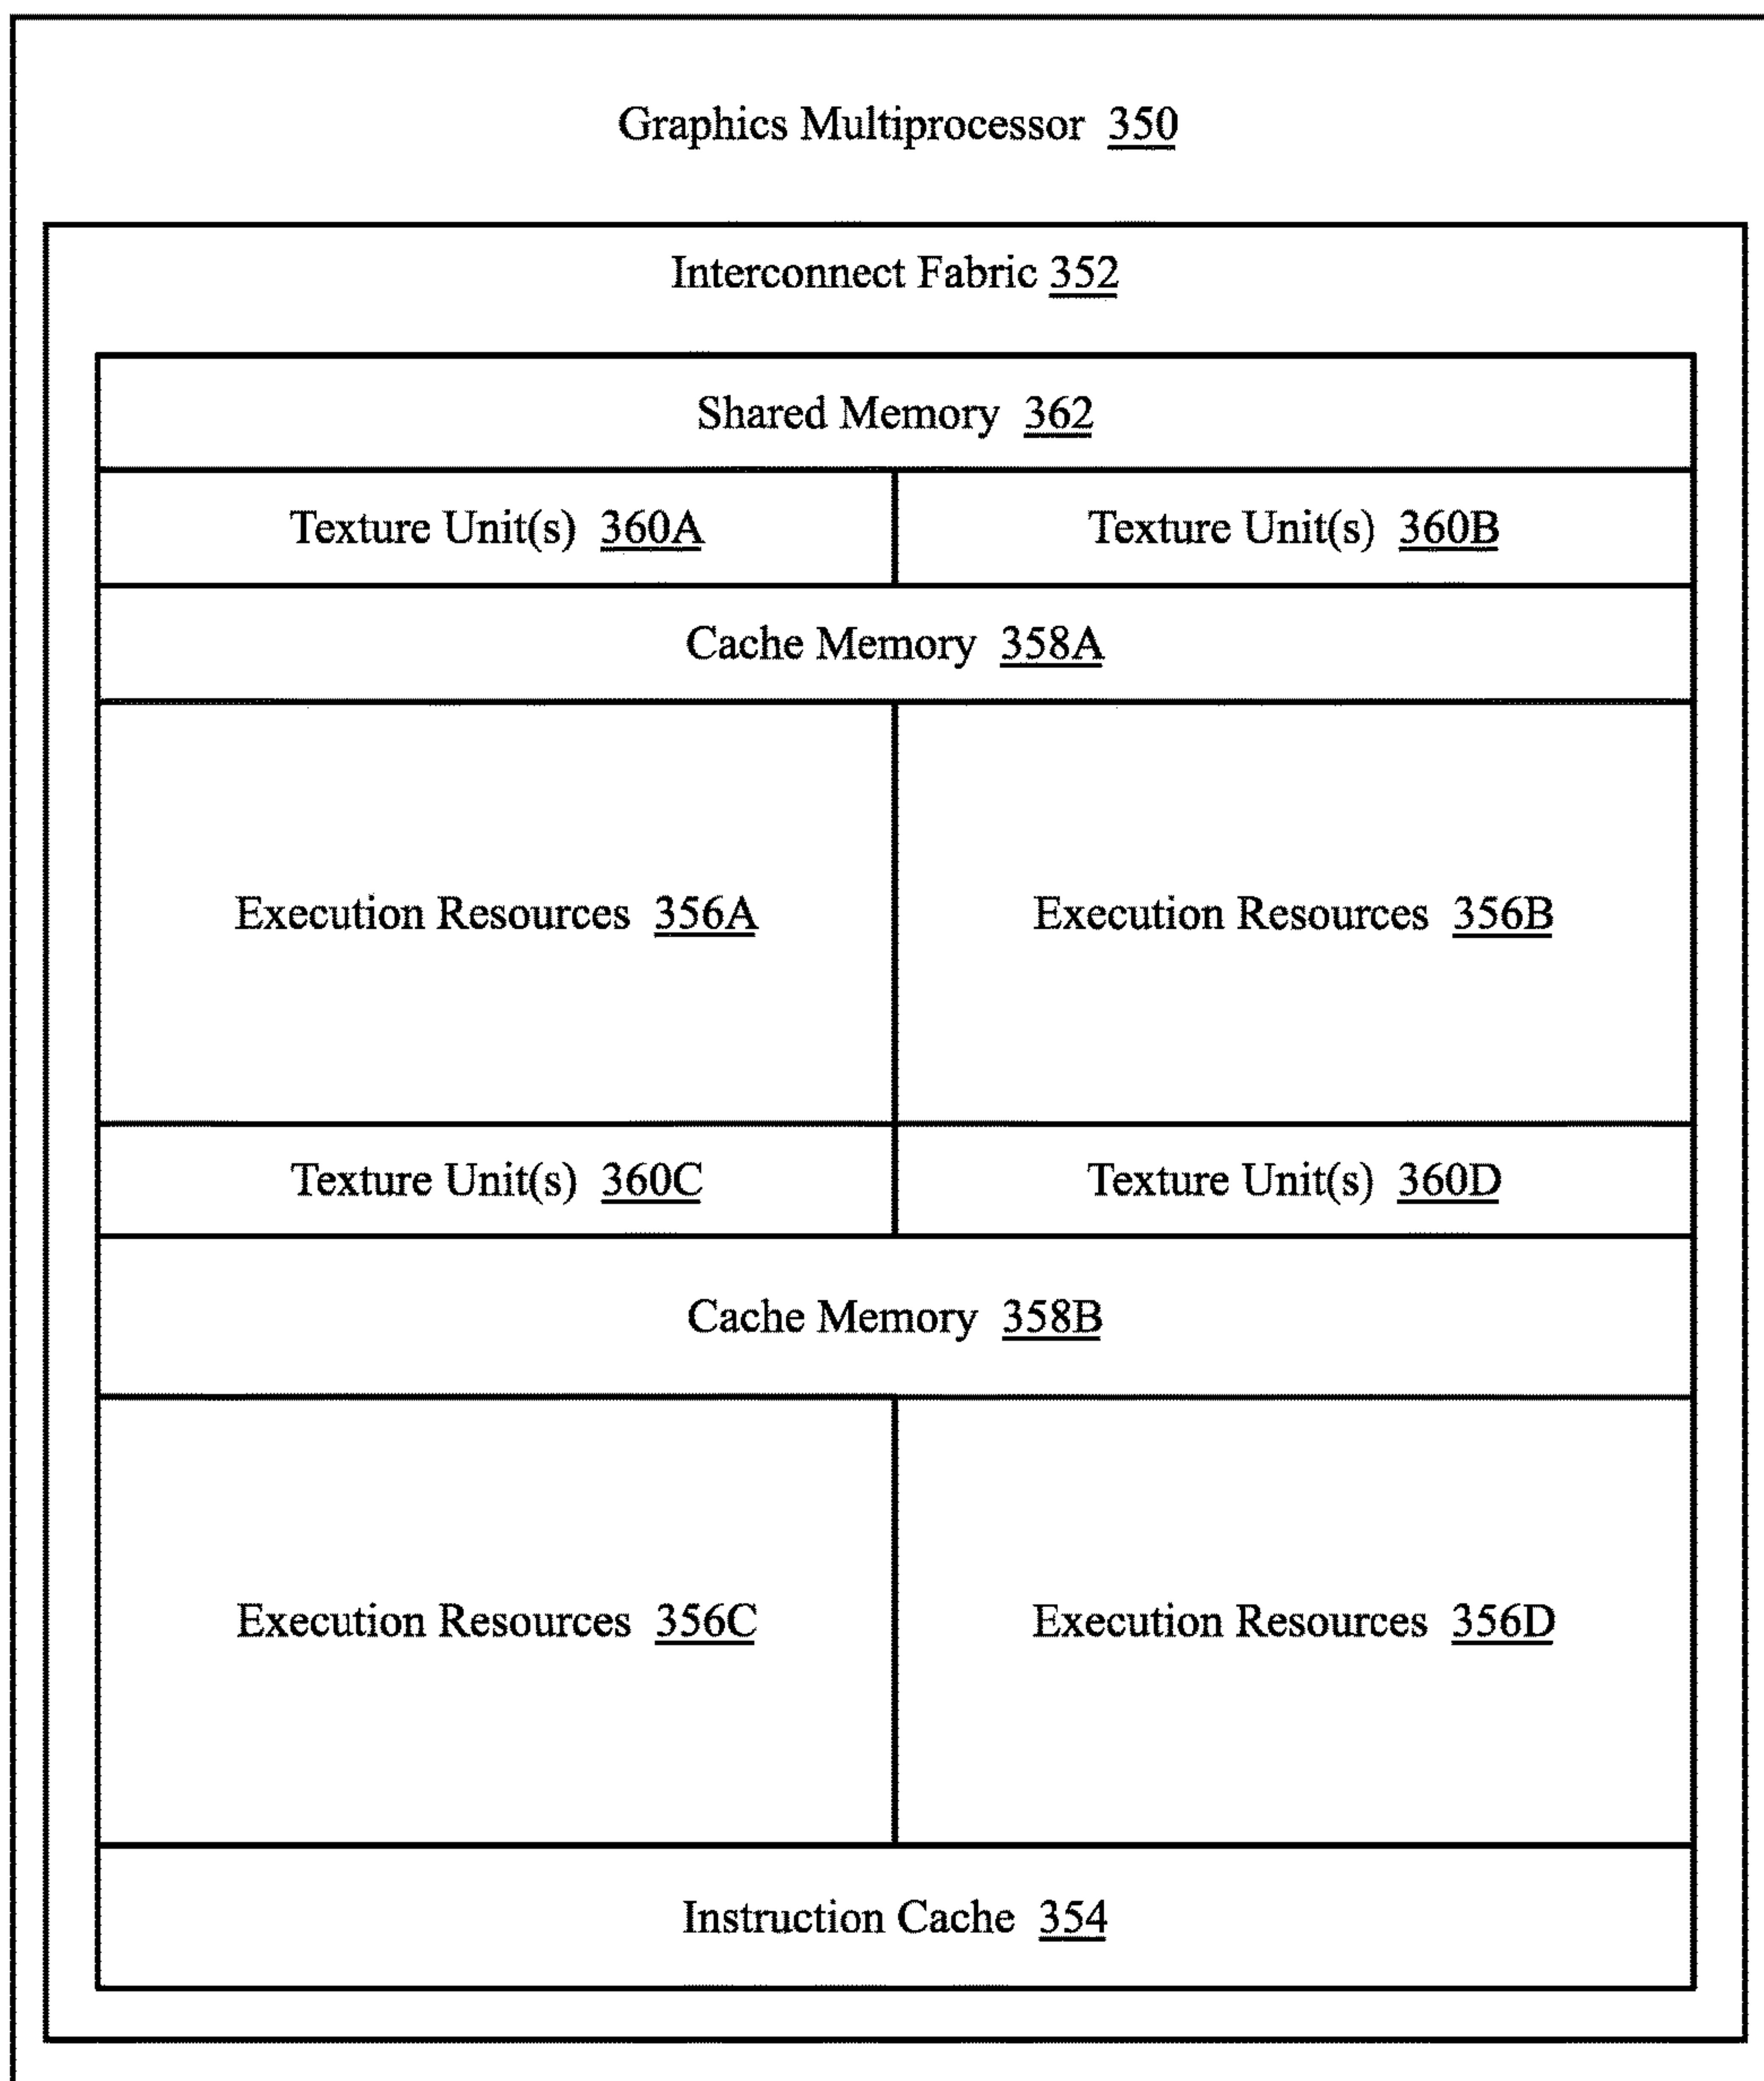 Graphics Multiprocessor 350
Interconnect Fabric 352
Shared Memory 362
Texture Unit(s) 360A
Texture Unit(s) 360B
Cache Memory 358A
Execution Resources 356A
Execution Resources 356B
Texture Unit(s) 360C
Texture Unit(s) 360D
Cache Memory 358B
Execution Resources 356C
Execution Resources 356D
Instruction Cache 354